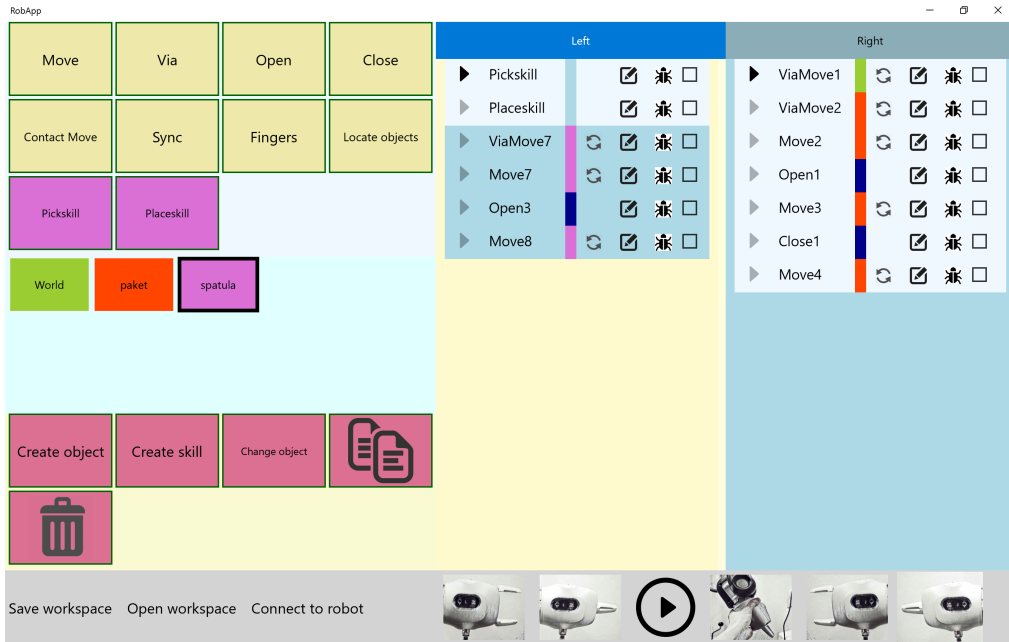 RobApp
Move
Via
Open
Close
Contact Move
Sync
Fingers
Locate objects
Pickskill
Placeskill
World
paket
spatula
Create object
Create skill
Change object
Save workspace
Open workspace
Connect to robot
Left
Pickskill
Placeskill
ViaMove7
Move7
Open3
Move8
Right
ViaMove1
ViaMove2
Move2
Open1
Move3
Close1
Move4